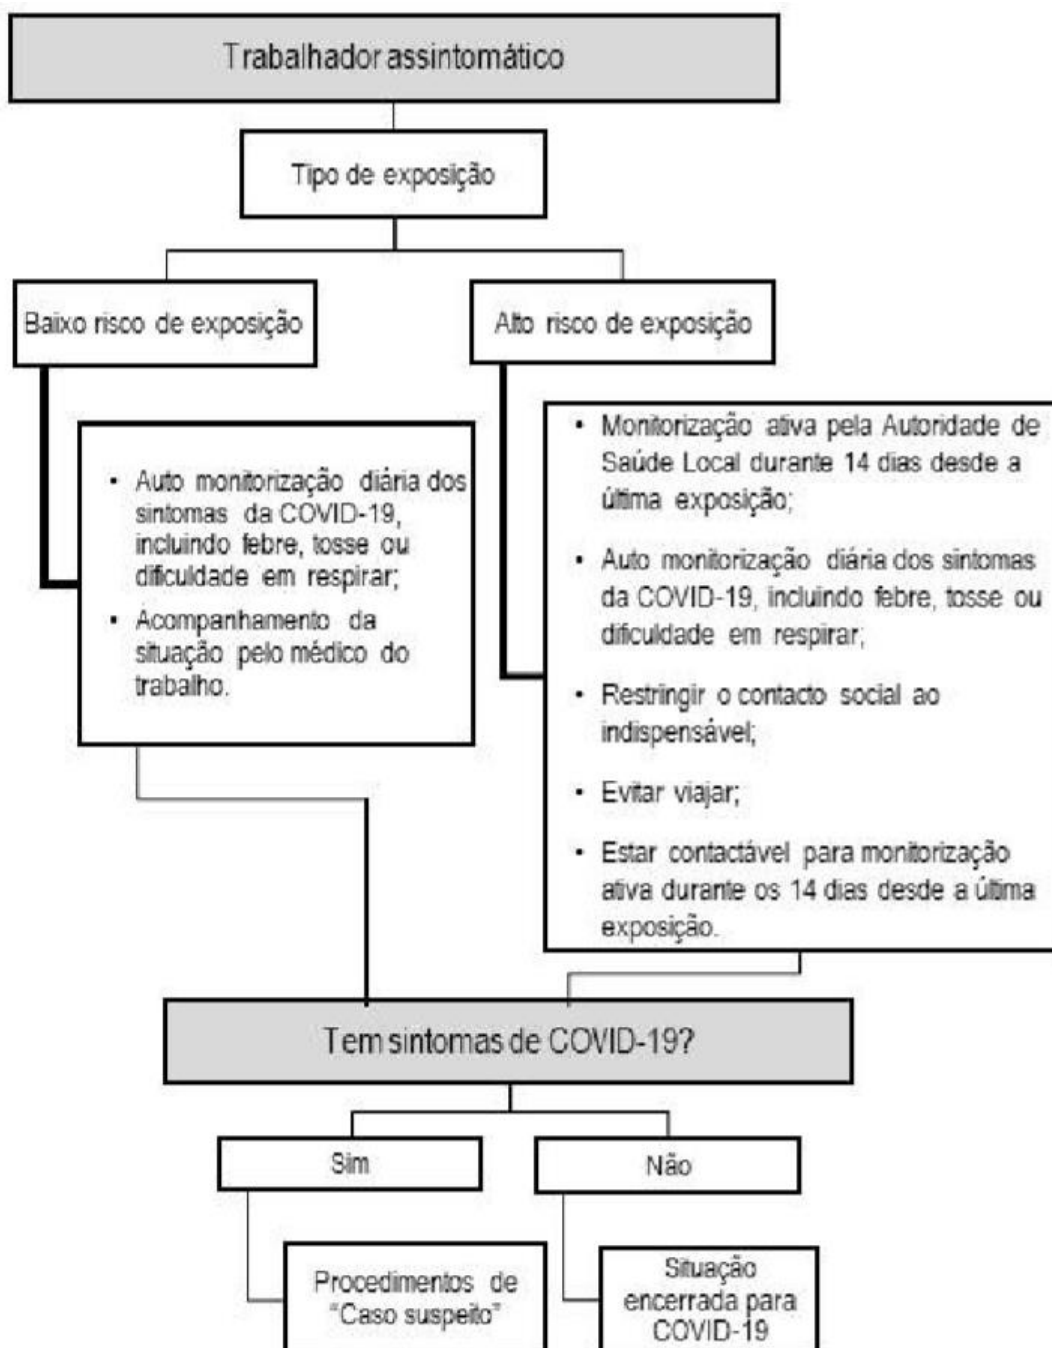 Trabalhador assintomático
Tipo de exposição
Baixo risco de exposição
Alto risco de exposição
• Auto monitorização diária dos
sintomas da COVID-19,
incluindo febre, tosse ou
dificuldade em respirar;
• Acompanhamento da
situação pelo médico do
trabalho.
• Monitorização ativa pela Autoridade de
Saúde Local durante 14 dias desde a
última exposição;
• Auto monitorização diária dos sintomas
da COVID-19, incluindo febre, tosse ou
dificuldade em respirar;
• Restringir o contacto social ao
indispensável;
• Evitar viajar;
• Estar contactável para monitorização
ativa durante os 14 dias desde a última
exposição.
Tem sintomas de COVID-19?
Sim
Não
Procedimentos de
"Caso suspeito"
Situação
encerrada para
COVID-19